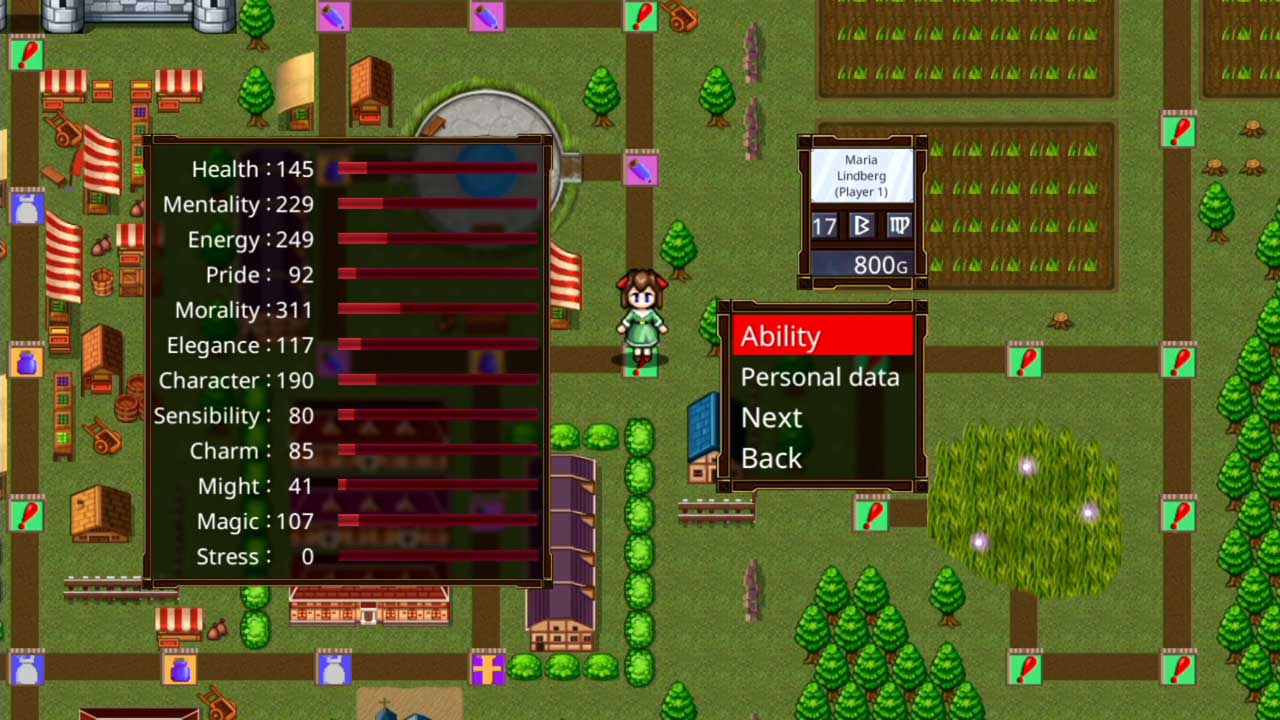 Health : 145
Mentality : 229
Energy : 249
Pride : 92
Morality : 311
Elegance : 117
Character : 190
Sensibility : 80
Charm : 85
Might : 41
Magic : 107
Stress : 0
Maria
Lindberg
(Player 1)
17 B ♍
800G
Ability
Personal data
Next
Back